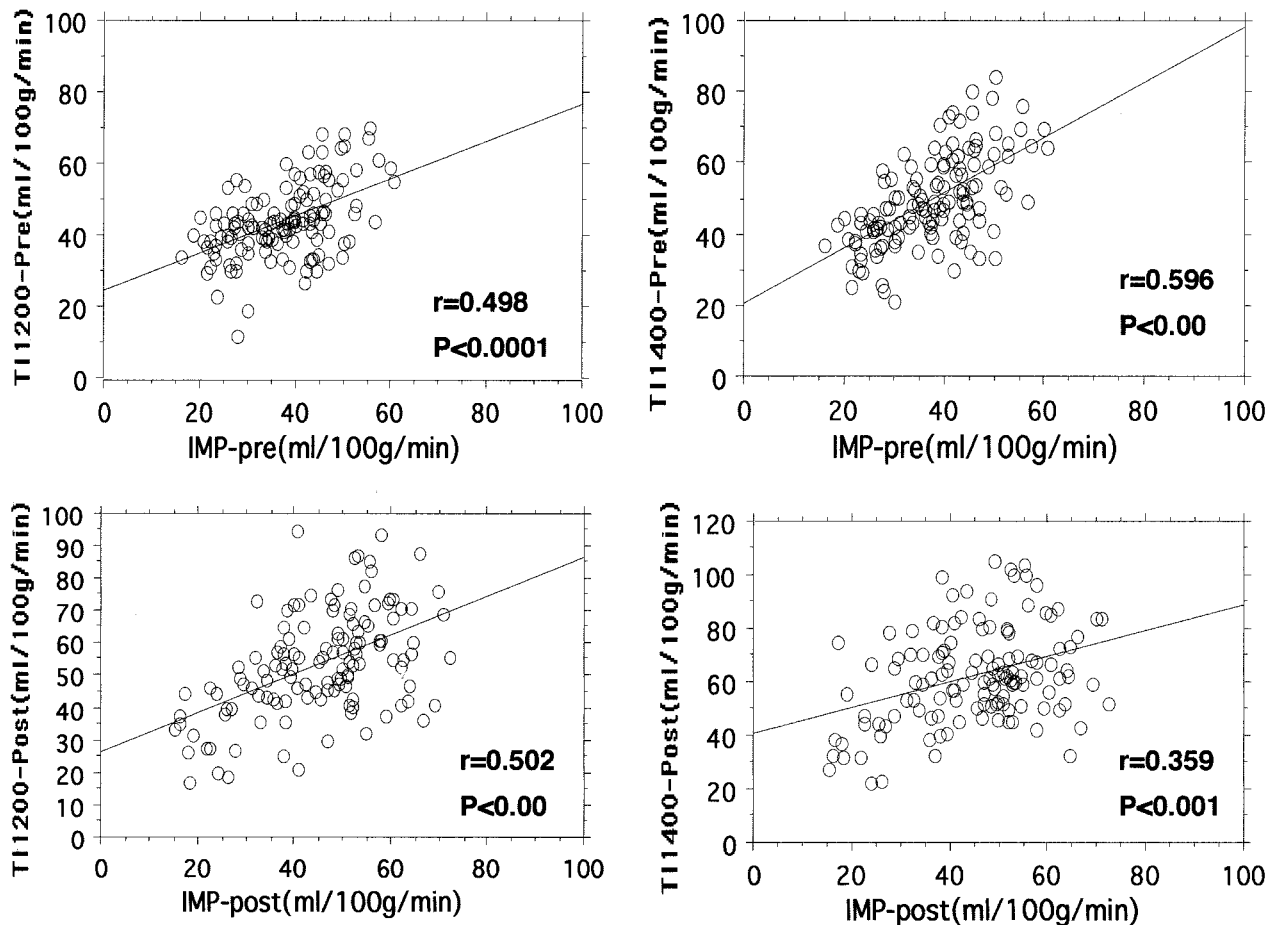 TI1200-Pre(ml/100g/min)
100
80
60
40
20
0
r=0.498
P<0.0001
0 20 40 60 80 100
IMP-pre(ml/100g/min)
TI1400-Pre(ml/100g/min)
100
80
60
40
20
0
r=0.596
P<0.00
0 20 40 60 80 100
IMP-pre(ml/100g/min)
TI1200-Post(ml/100g/min)
100
90
80
70
60
50
40
30
20
10
0
r=0.502
P<0.00
0 20 40 60 80 100
IMP-post(ml/100g/min)
TI1400-Post(ml/100g/min)
120
100
80
60
40
20
0
r=0.359
P<0.001
0 20 40 60 80 100
IMP-post(ml/100g/min)